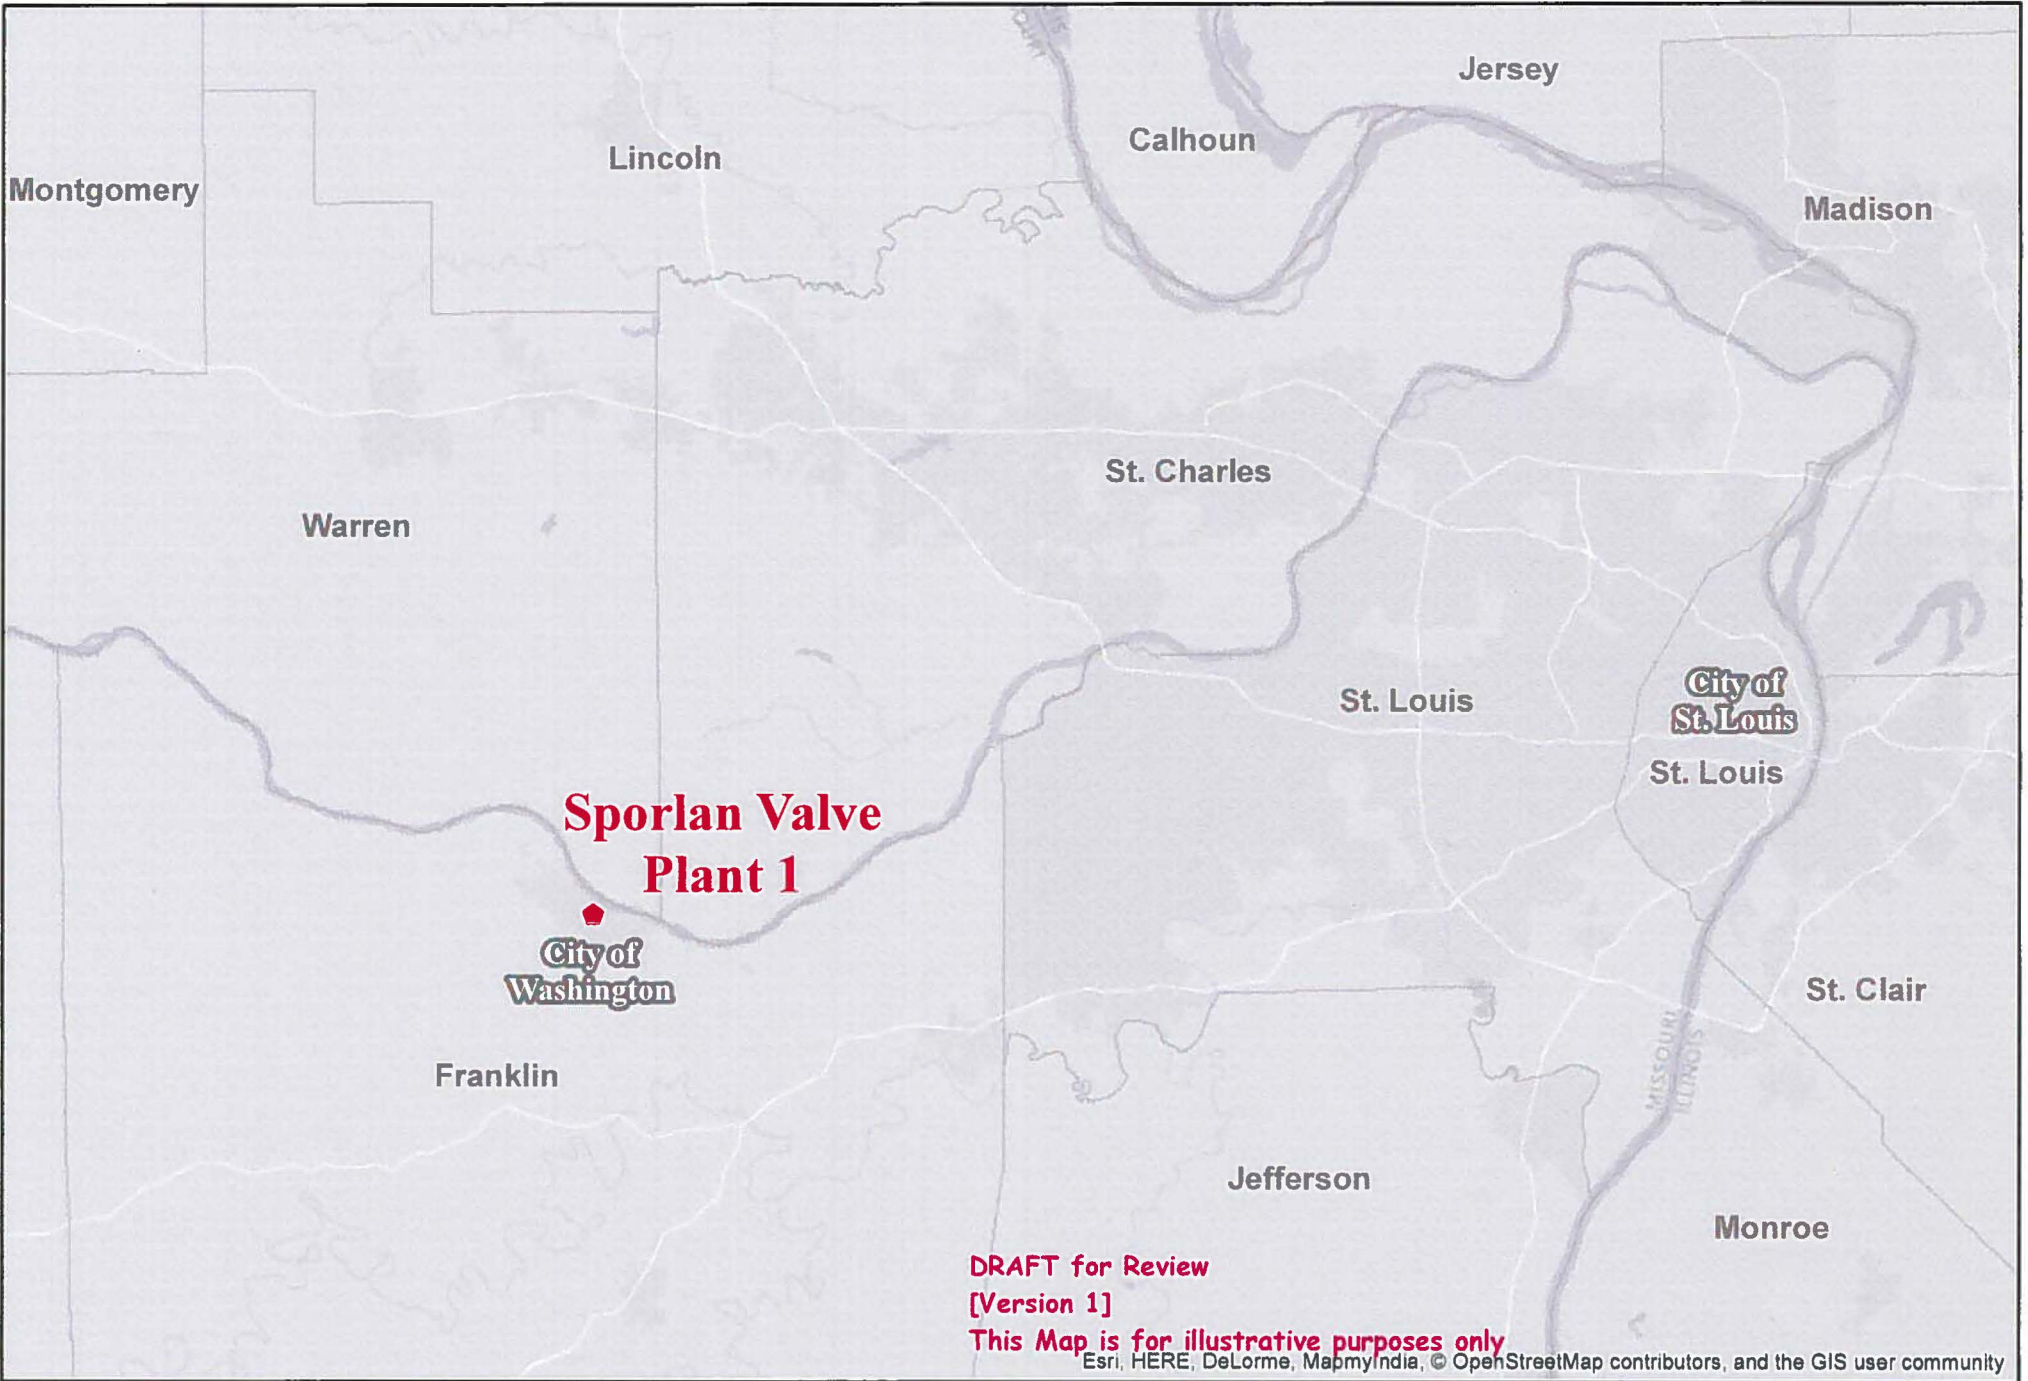 Jersey
Calhoun
Lincoln
Montgomery
Madison
St. Charles
Warren
City of
St. Louis
St. Louis
St. Louis
Sporlan Valve
Plant 1
City of
Washington
St. Clair
MISSOURI
ILLINOIS
Franklin
Jefferson
Monroe
DRAFT for Review
[Version 1]
This Map is for illustrative purposes only
Esri, HERE, DeLorme, MapmyIndia, © OpenStreetMap contributors, and the GIS user community